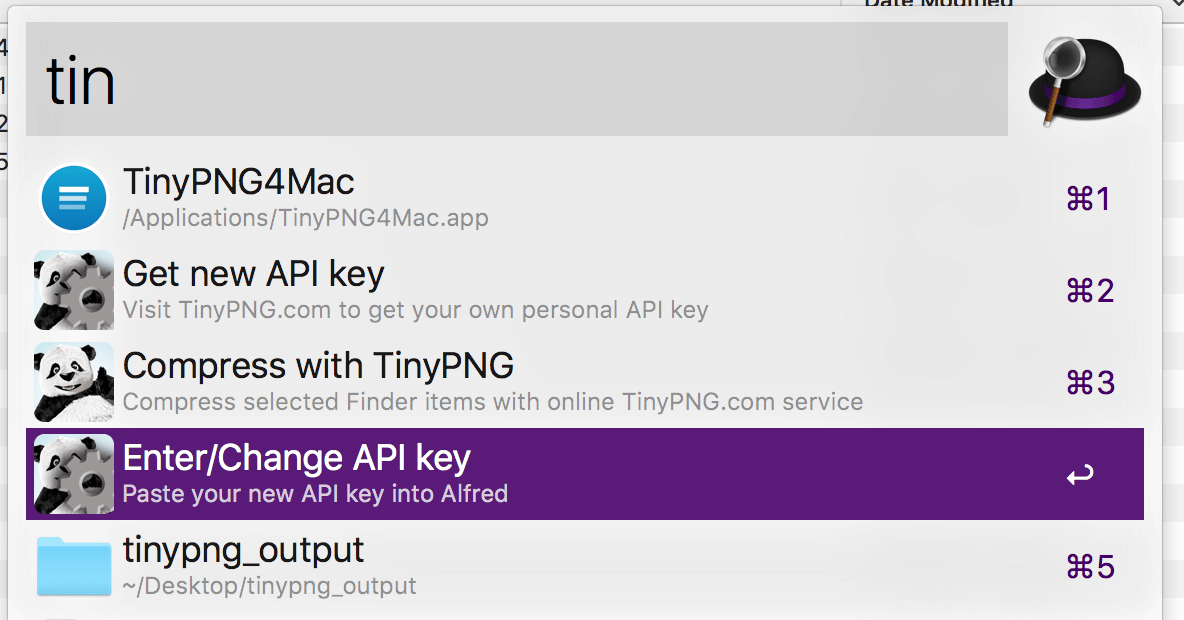 Date Modified
tin
TinyPNG4Mac
/Applications/TinyPNG4Mac.app
⌘1
Get new API key
Visit TinyPNG.com to get your own personal API key
⌘2
Compress with TinyPNG
Compress selected Finder items with online TinyPNG.com service
⌘3
Enter/Change API key
Paste your new API key into Alfred
↩
tinypng_output
~/Desktop/tinypng_output
⌘5